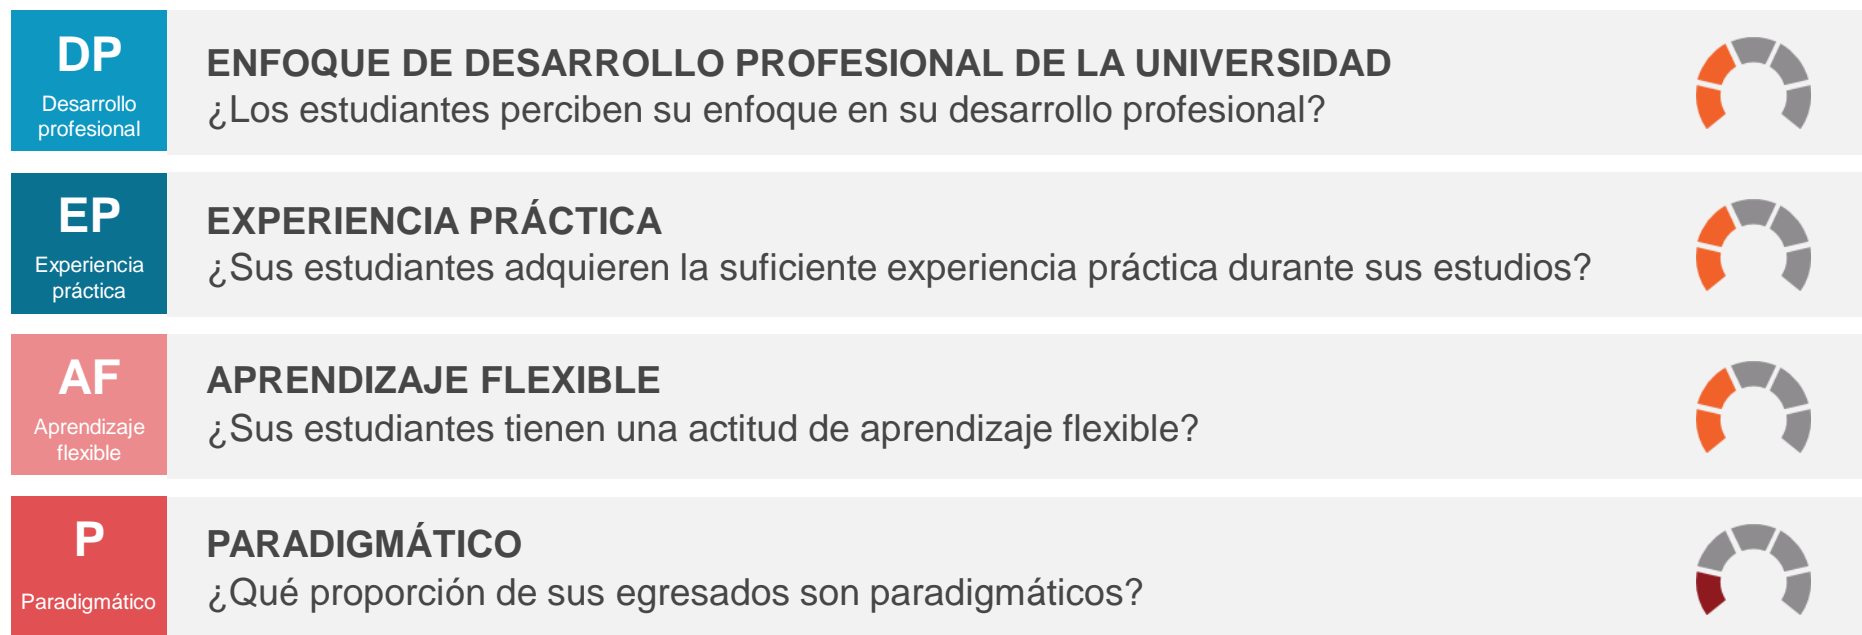 DP
Desarrollo
profesional
ENFOQUE DE DESARROLLO PROFESIONAL DE LA UNIVERSIDAD
¿Los estudiantes perciben su enfoque en su desarrollo profesional?
EP
Experiencia
práctica
EXPERIENCIA PRÁCTICA
¿Sus estudiantes adquieren la suficiente experiencia práctica durante sus estudios?
AF
Aprendizaje
flexible
APRENDIZAJE FLEXIBLE
¿Sus estudiantes tienen una actitud de aprendizaje flexible?
P
Paradigmático
PARADIGMÁTICO
¿Qué proporción de sus egresados son paradigmáticos?